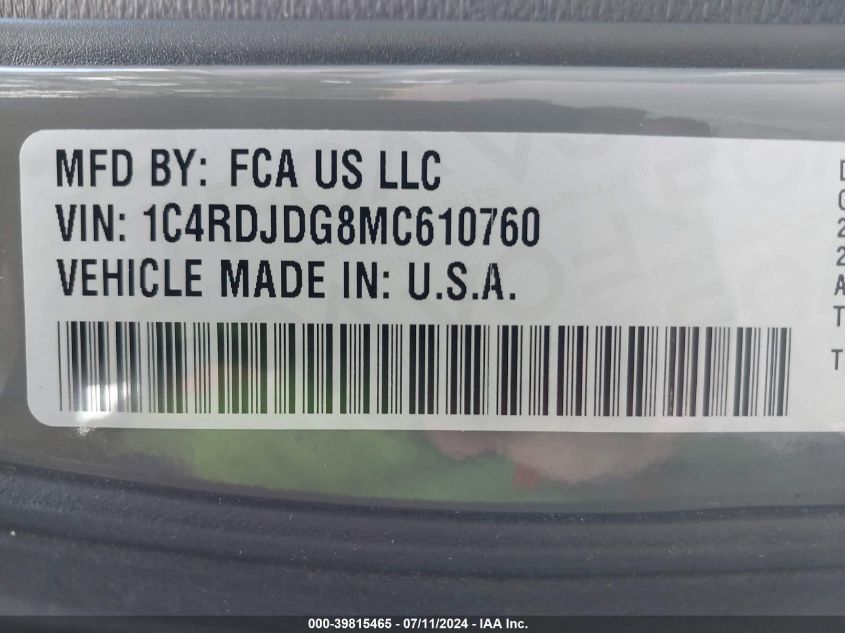 MFD BY: FCA US LLC
VIN: 1C4RDJDG8MC610760
VEHICLE MADE IN: U.S.A.
000-39815465 - 07/11/2024 - IAA Inc.